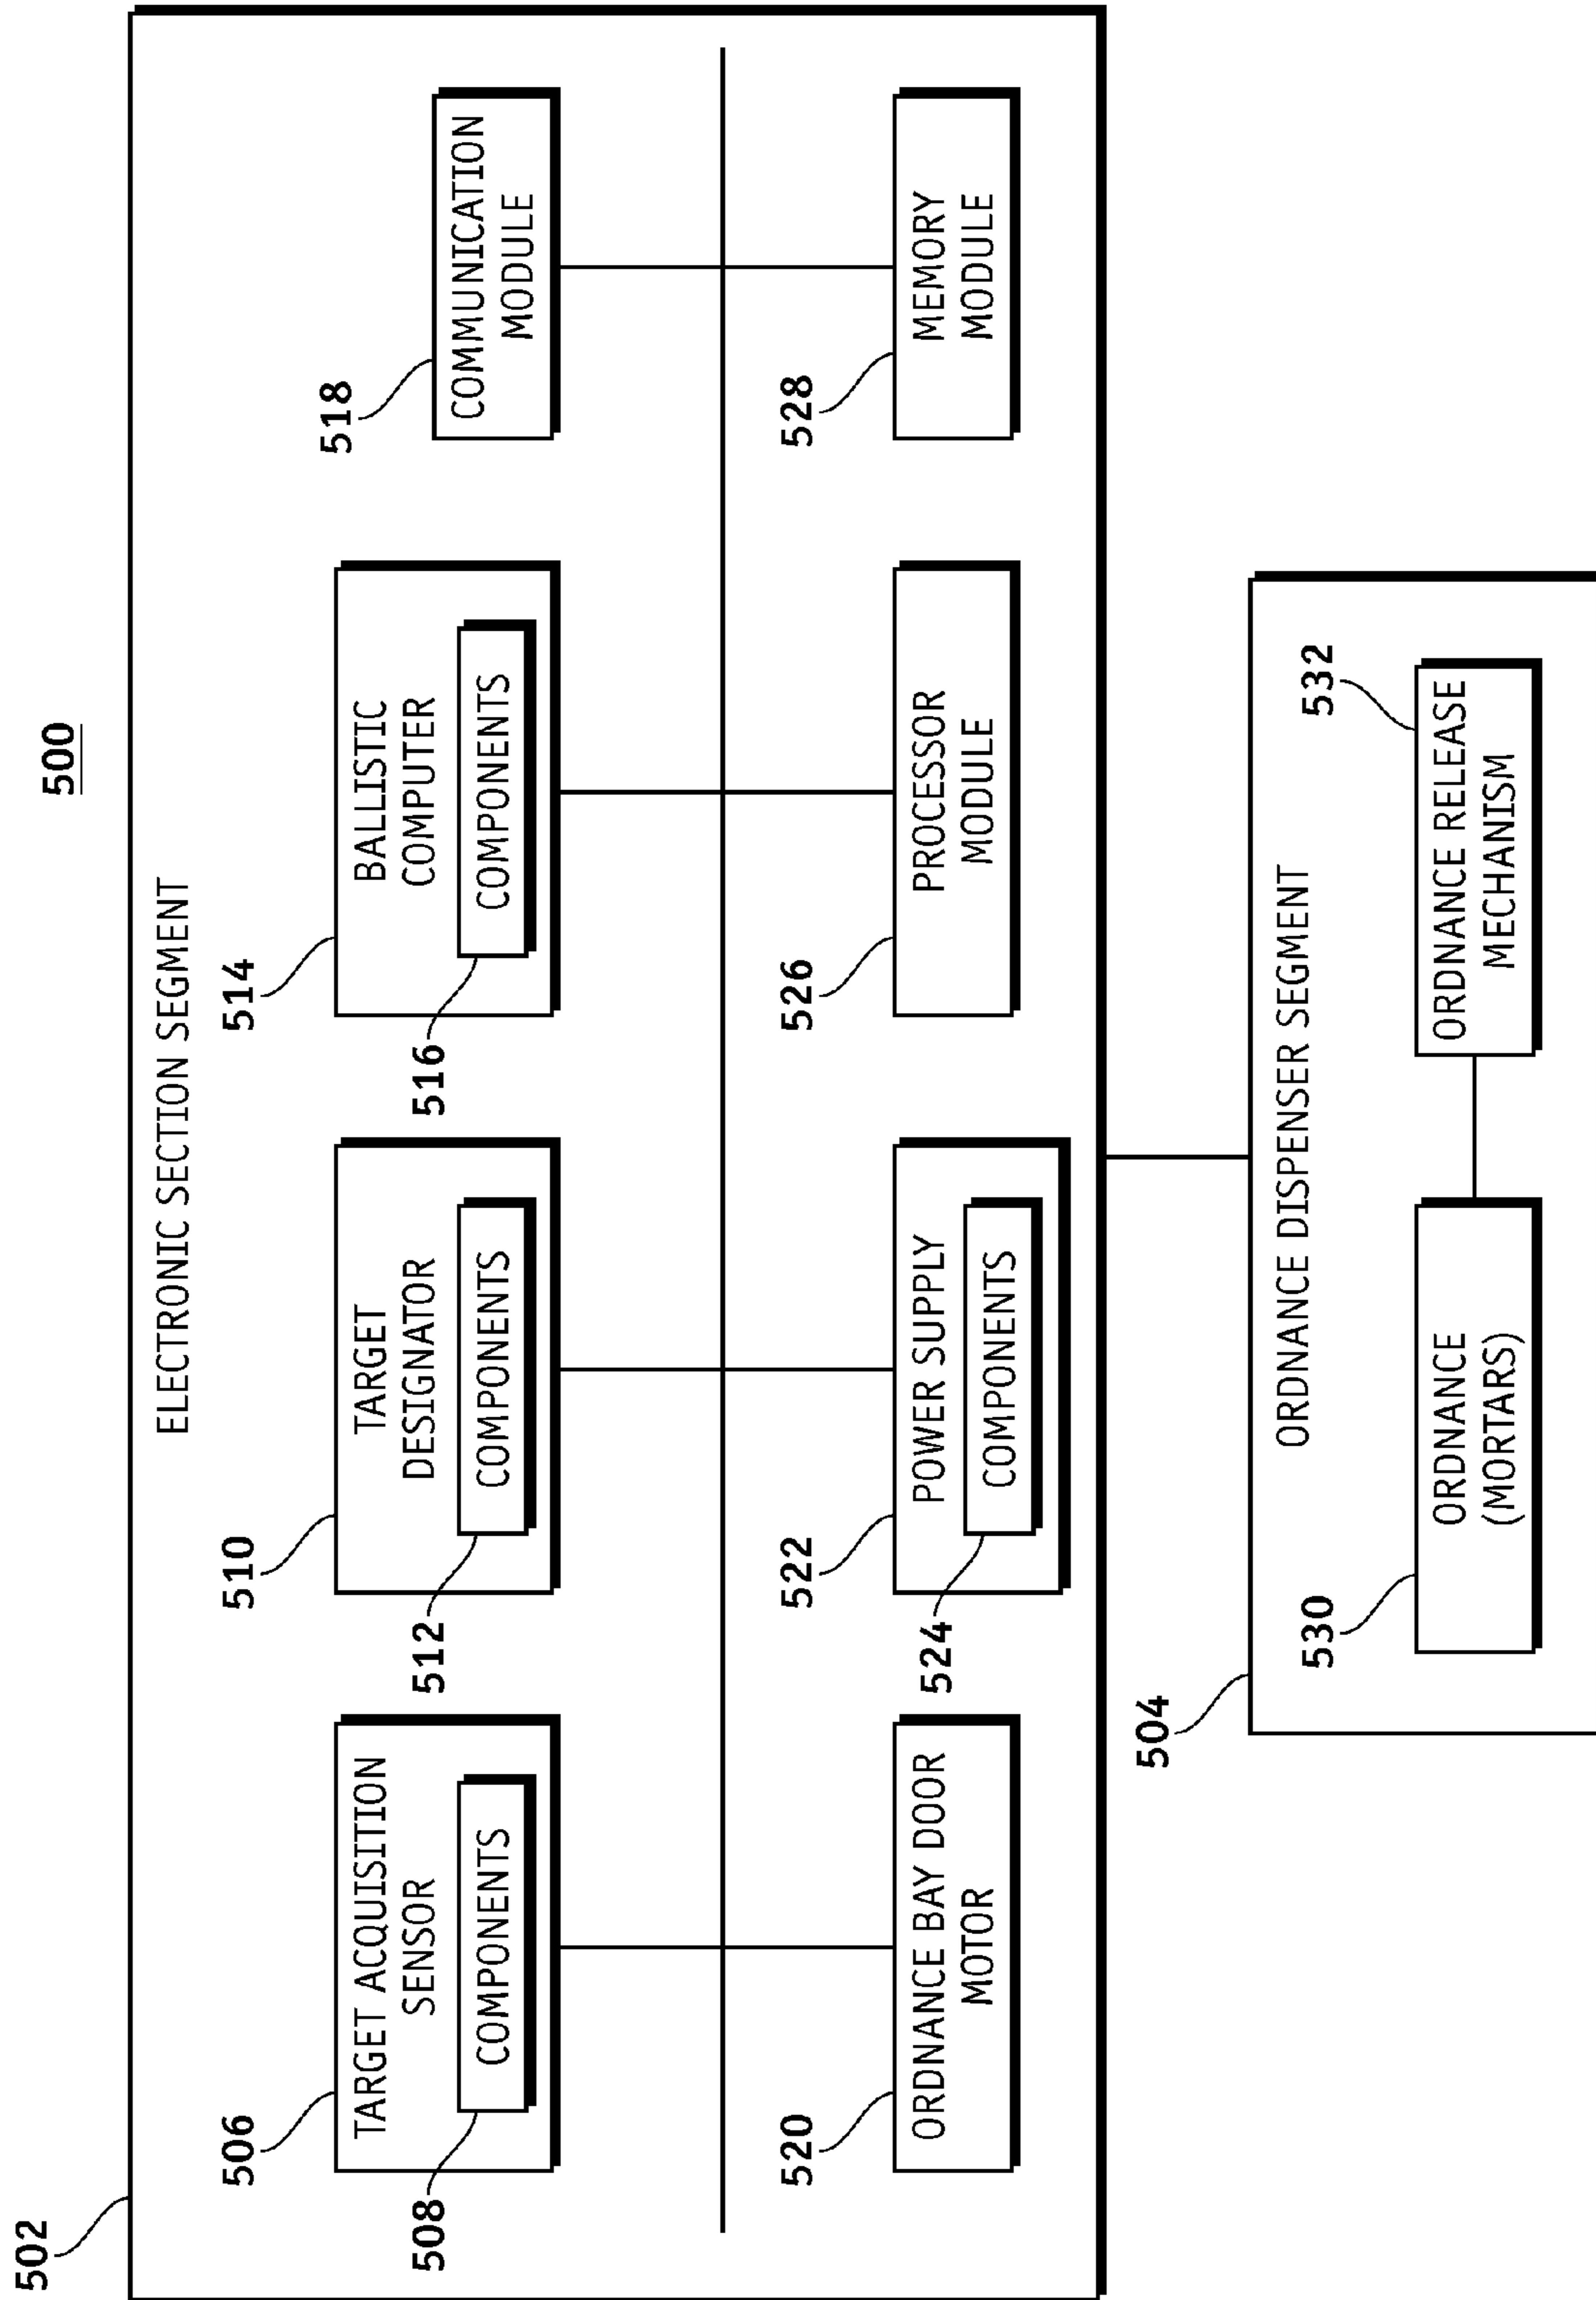 500
502
ELECTRONIC SECTION SEGMENT
506
TARGET ACQUISITION
SENSOR
508
COMPONENTS
510
TARGET
DESIGNATOR
512
COMPONENTS
514
BALLISTIC
COMPUTER
516
COMPONENTS
518
COMMUNICATION
MODULE
520
ORDNANCE BAY DOOR
MOTOR
522
POWER SUPPLY
524
COMPONENTS
526
PROCESSOR
MODULE
528
MEMORY
MODULE
504
ORDNANCE DISPENSER SEGMENT
530
ORDNANCE
(MORTARS)
532
ORDNANCE RELEASE
MECHANISM